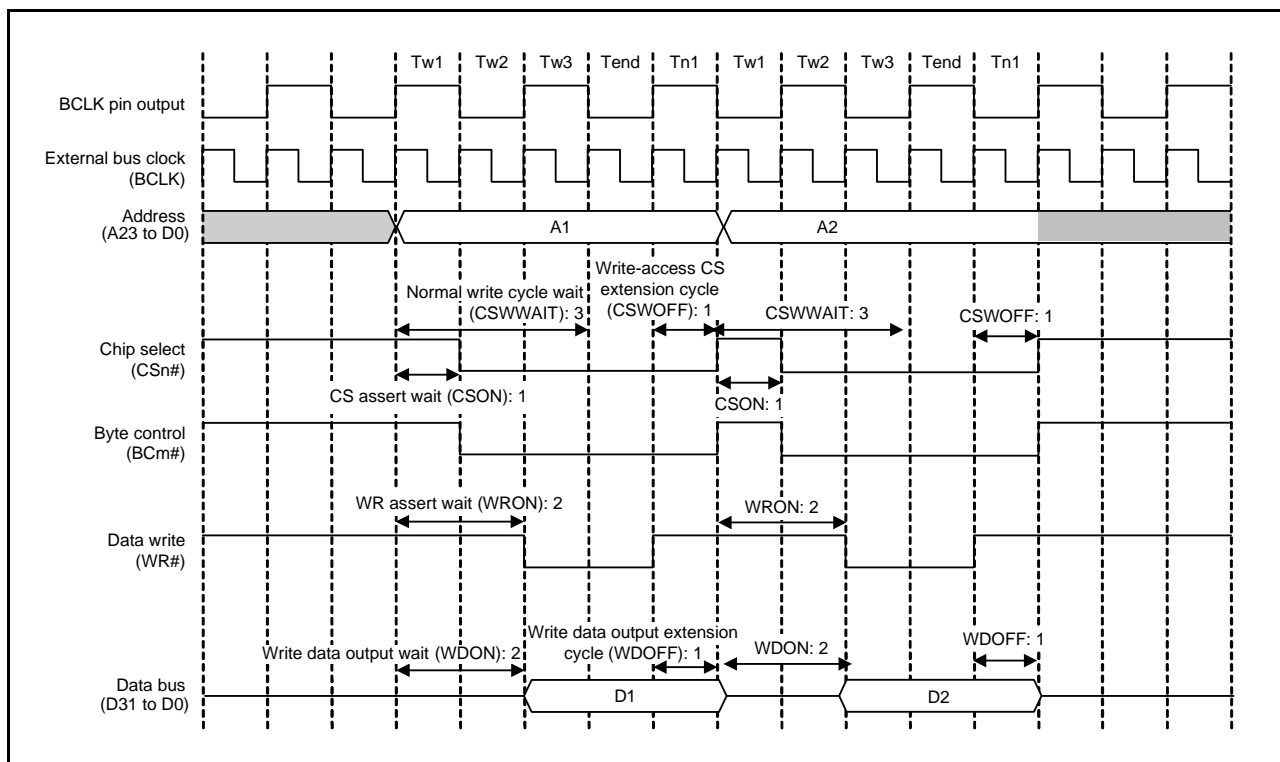 Tw1 Tw2 Tw3 Tend Tn1 Tw1 Tw2 Tw3 Tend Tn1
BCLK pin output
External bus clock
(BCLK)
Address
(A23 to D0)
A1
A2
Write-access CS
extension cycle
(CSWOFF): 1
Normal write cycle wait
(CSWWAIT): 3
CSWWAIT: 3
CSWOFF: 1
Chip select
(CSn#)
CS assert wait (CSON): 1
CSON: 1
Byte control
(BCm#)
WR assert wait (WRON): 2
WRON: 2
Data write
(WR#)
Write data output wait (WDON): 2
Write data output extension
cycle (WDOFF): 1
WDON: 2
WDOFF: 1
Data bus
(D31 to D0)
D1
D2